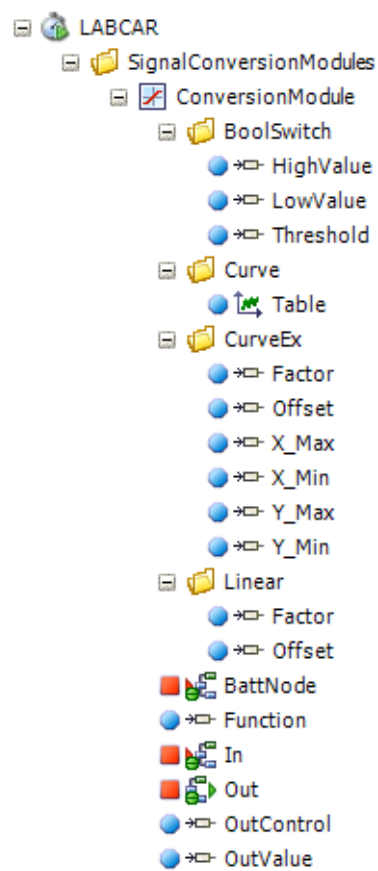 LABCAR
SignalConversionModules
ConversionModule
BoolSwitch
HighValue
LowValue
Threshold
Curve
Table
CurveEx
Factor
Offset
X_Max
X_Min
Y_Max
Y_Min
Linear
Factor
Offset
BattNode
Function
In
Out
OutControl
OutValue